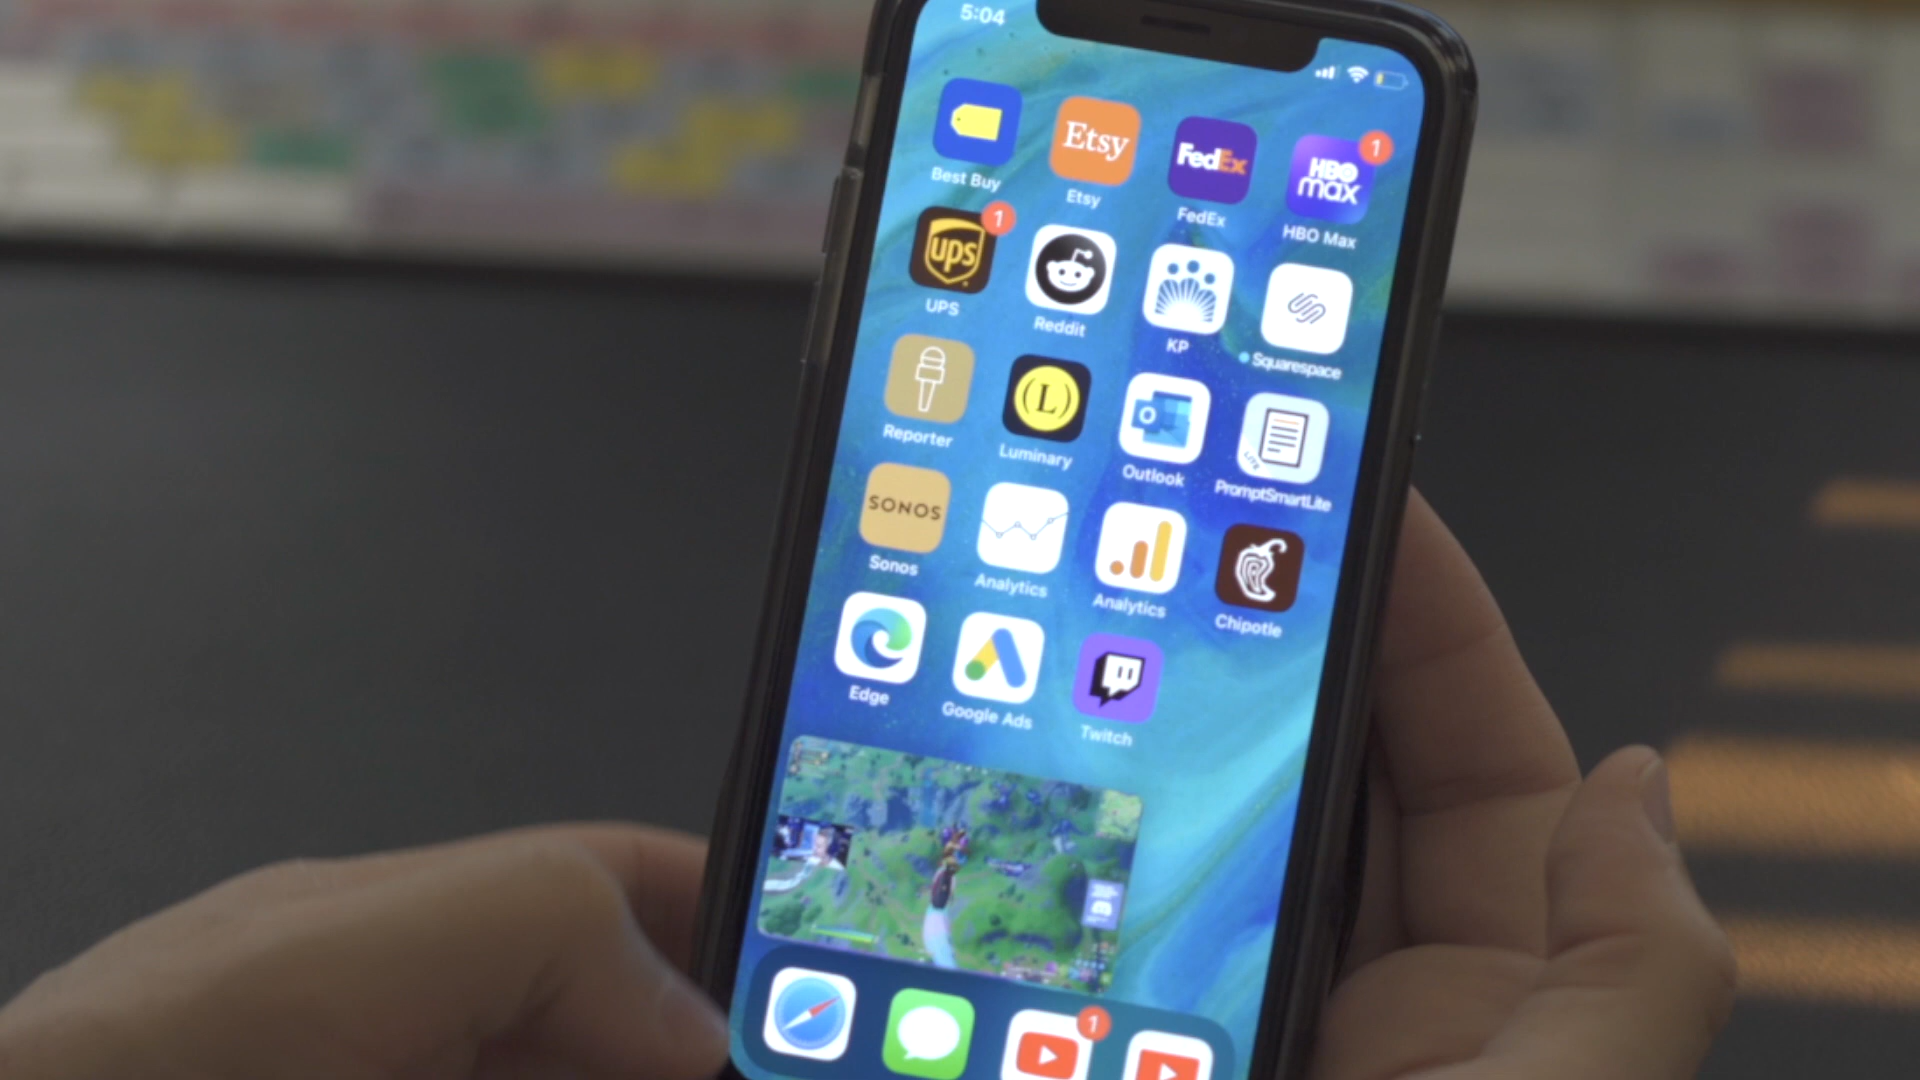 5:04
Best Buy
Etsy
Etsy
FedEx
FedEx
HBO
max
1
HBO Max
ups
1
UPS
Reddit
KP
Squarespace
Reporter
(L)
Luminary
O
Outlook
LITE
PromptSmartLite
SONOS
Sonos
Analytics
Analytics
Chipotle
Edge
Google Ads
Twitch
1